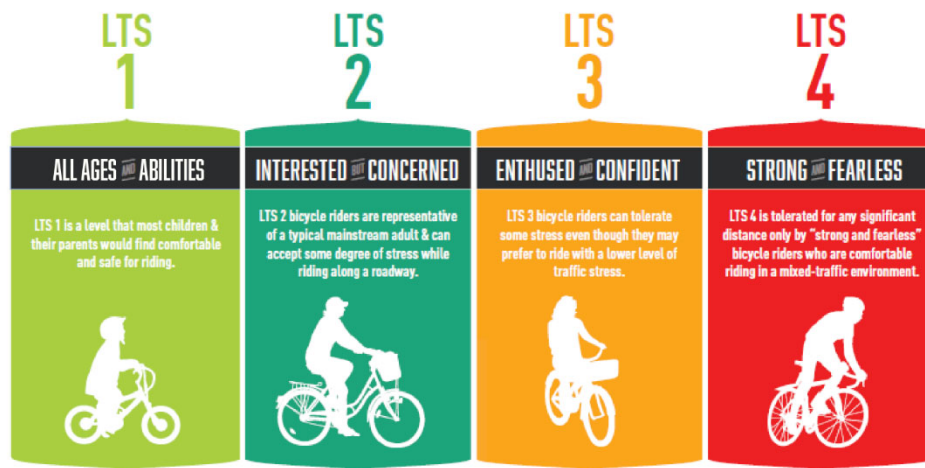 LTS
1
ALL AGES AND ABILITIES
LTS 1 is a level that most children &
their parents would find comfortable
and safe for riding.
LTS
2
INTERESTED BUT CONCERNED
LTS 2 bicycle riders are representative
of a typical mainstream adult & can
accept some degree of stress while
riding along a roadway.
LTS
3
ENTHUSED AND CONFIDENT
LTS 3 bicycle riders can tolerate
some stress even though they may
prefer to ride with a lower level of
traffic stress.
LTS
4
STRONG AND FEARLESS
LTS 4 is tolerated for any significant
distance only by "strong and fearless"
bicycle riders who are comfortable
riding in a mixed-traffic environment.